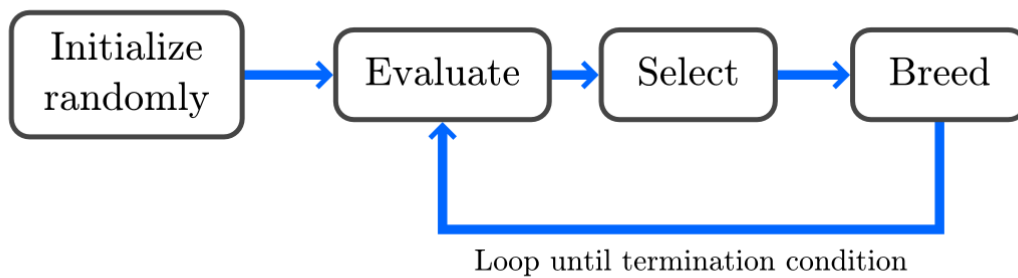 Initialize
randomly
Evaluate
Select
Breed
Loop until termination condition